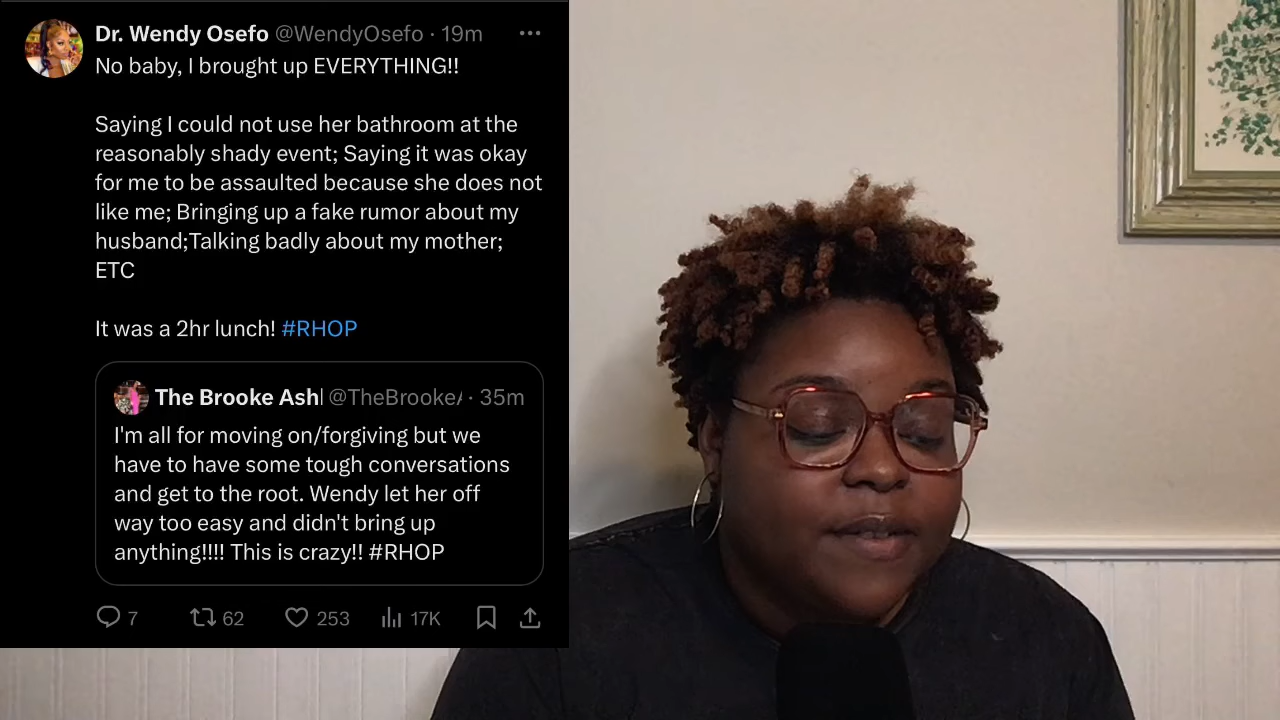 Dr. Wendy Osefo @WendyOsefo · 19m
No baby, I brought up EVERYTHING!!
Saying I could not use her bathroom at the
reasonably shady event; Saying it was okay
for me to be assaulted because she does not
like me; Bringing up a fake rumor about my
husband;Talking badly about my mother;
ETC
It was a 2hr lunch! #RHOP
The Brooke Ashl @TheBrookeA · 35m
I'm all for moving on/forgiving but we
have to have some tough conversations
and get to the root. Wendy let her off
way too easy and didn't bring up
anything!!!! This is crazy!! #RHOP
7 62 253 17K